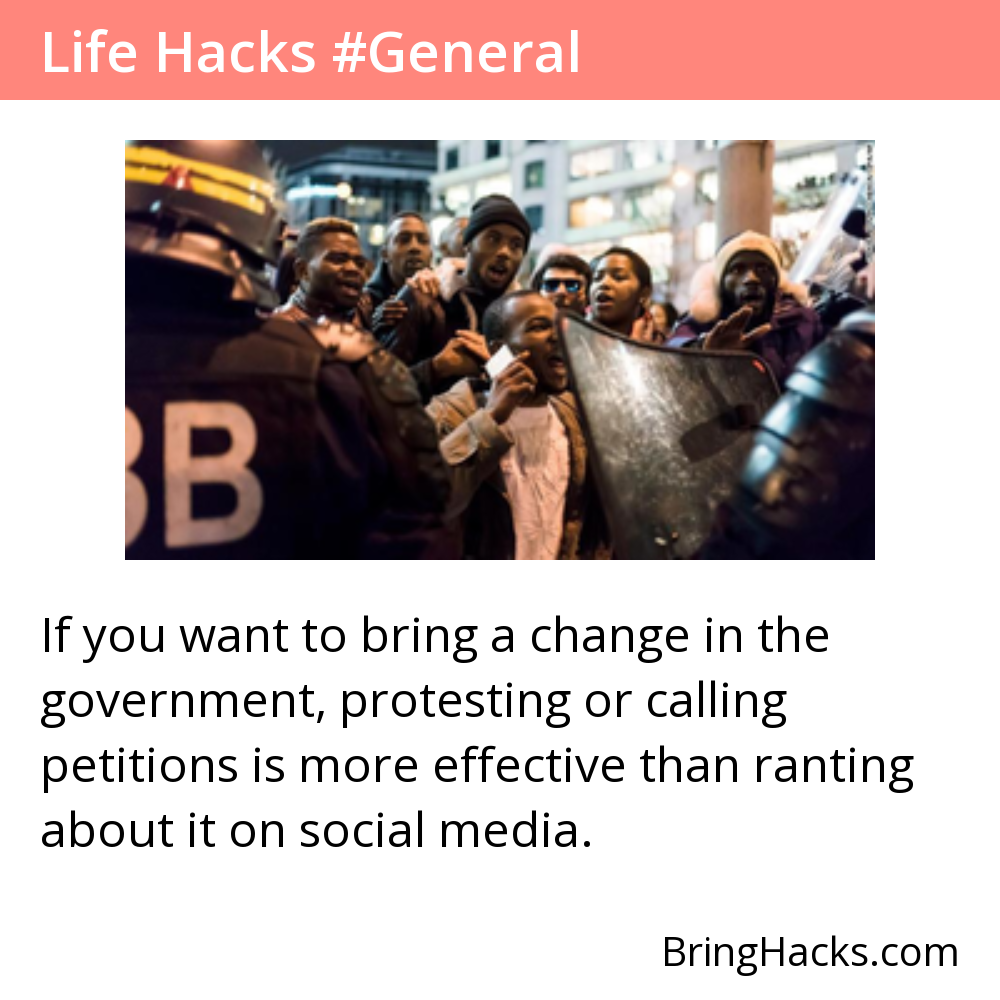 Life Hacks #General
BB
If you want to bring a change in the
government, protesting or calling
petitions is more effective than ranting
about it on social media.
BringHacks.com